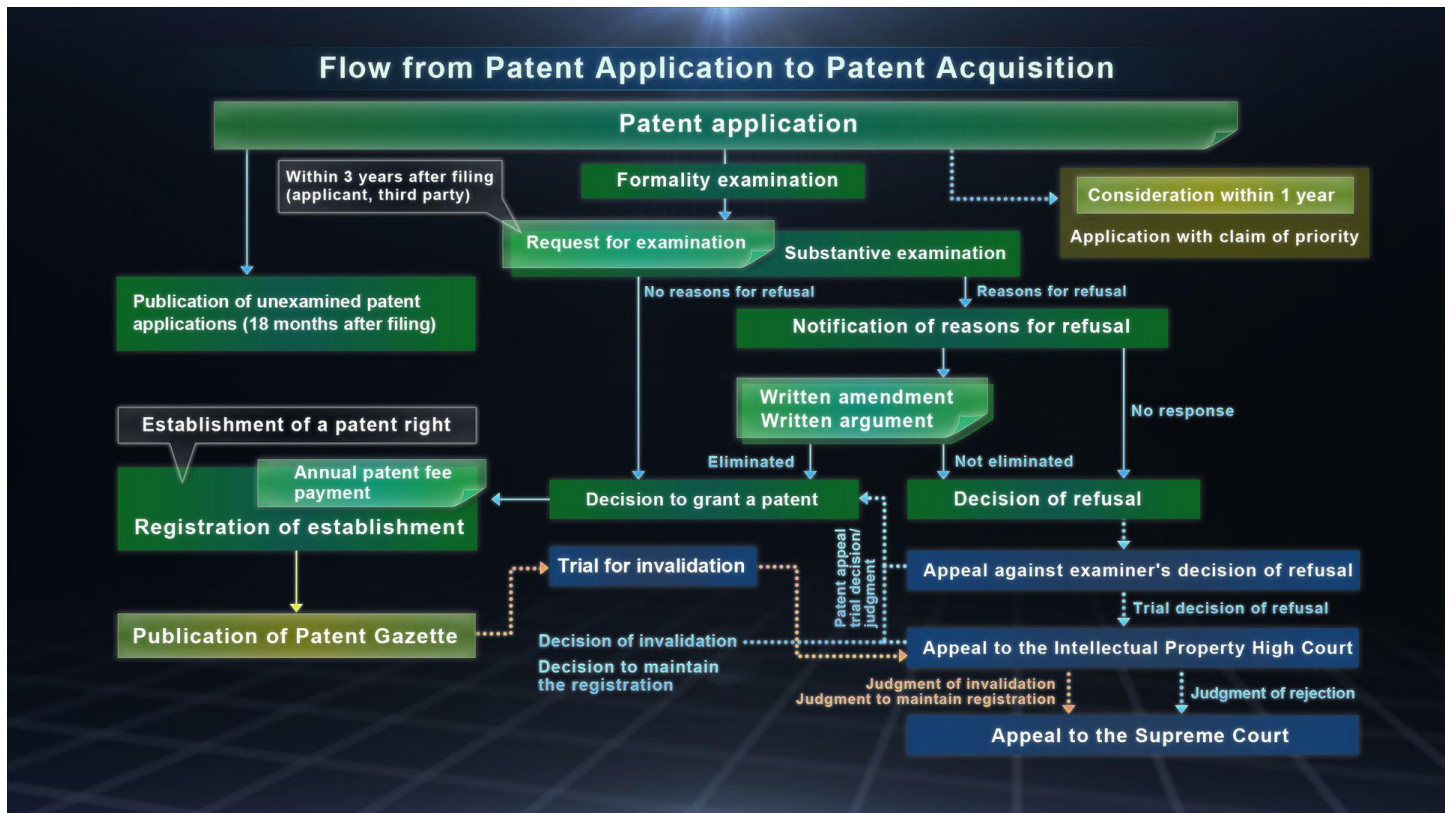 Flow from Patent Application to Patent Acquisition
Patent application
Within 3 years after filing
(applicant, third party)
Formality examination
Consideration within 1 year
Application with claim of priority
Request for examination
Substantive examination
No reasons for refusal
Reasons for refusal
Publication of unexamined patent
applications (18 months after filing)
Notification of reasons for refusal
Written amendment
Written argument
No response
Establishment of a patent right
Eliminated
Not eliminated
Annual patent fee
payment
Registration of establishment
Decision to grant a patent
Decision of refusal
Patent appeal
trial decision/
judgment
Trial for invalidation
Appeal against examiner's decision of refusal
Trial decision of refusal
Publication of Patent Gazette
Decision of invalidation
Decision to maintain
the registration
Appeal to the Intellectual Property High Court
Judgment of invalidation
Judgment to maintain registration
Judgment of rejection
Appeal to the Supreme Court